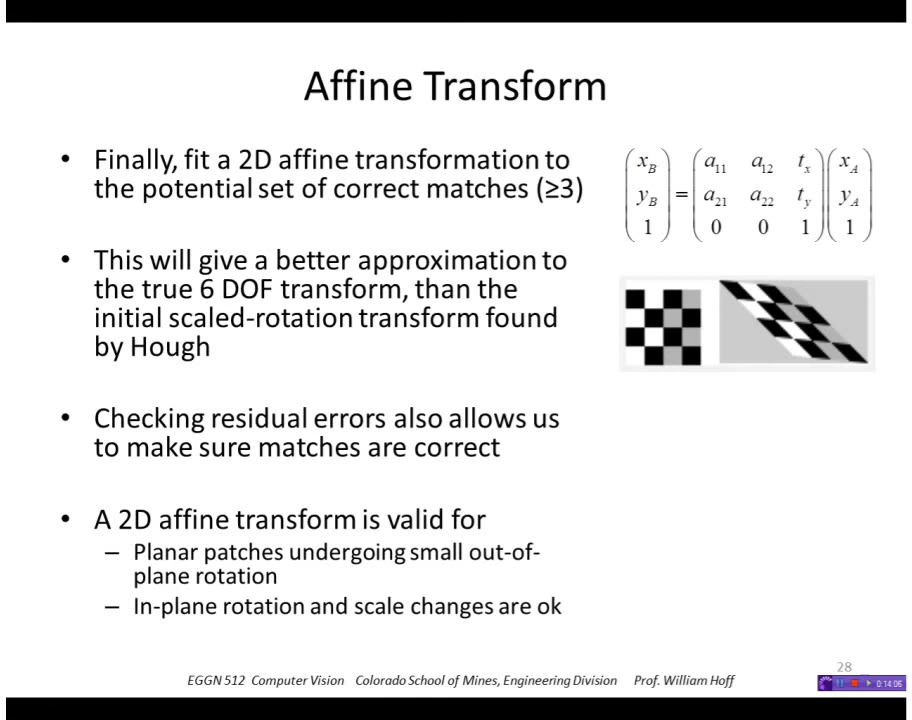 Affine Transform
• Finally, fit a 2D affine transformation to
the potential set of correct matches (≥3)
• This will give a better approximation to
the true 6 DOF transform, than the
initial scaled-rotation transform found
by Hough
• Checking residual errors also allows us
to make sure matches are correct
• A 2D affine transform is valid for
– Planar patches undergoing small out-of-
plane rotation
– In-plane rotation and scale changes are ok
x_B a_11 a_12 t_x x_A
y_B = a_21 a_22 t_y y_A
1 0 0 1 1
28
EGGN 512 Computer Vision Colorado School of Mines, Engineering Division Prof. William Hoff
0:14:06